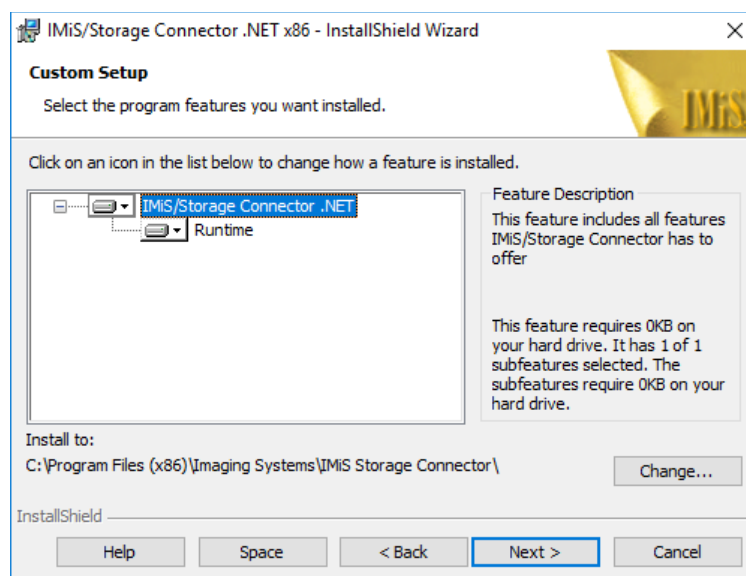 IMiS/Storage Connector .NET x86 - InstallShield Wizard
Custom Setup
Select the program features you want installed.
IMiS
Click on an icon in the list below to change how a feature is installed.
IMiS/Storage Connector .NET
Runtime
Feature Description
This feature includes all features
IMiS/Storage Connector has to
offer
This feature requires 0KB on
your hard drive. It has 1 of 1
subfeatures selected. The
subfeatures require 0KB on your
hard drive.
Install to:
C:\Program Files (x86)\Imaging Systems\IMiS Storage Connector\
Change...
InstallShield
Help
Space
< Back
Next >
Cancel